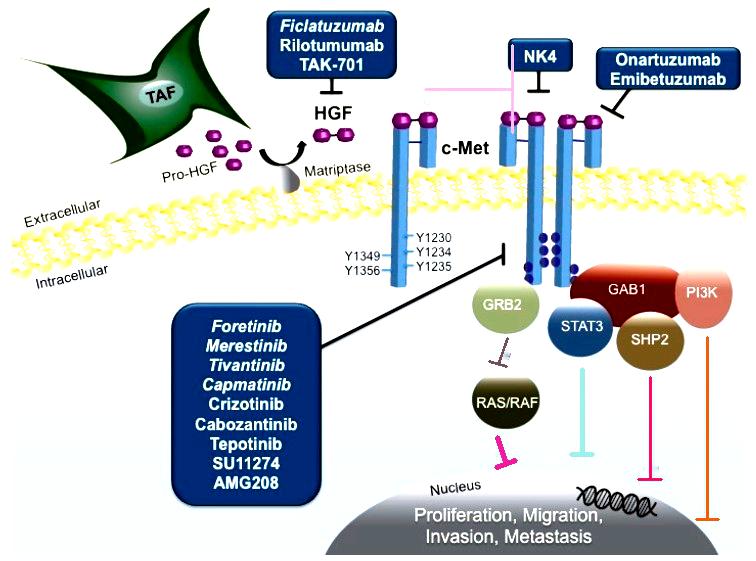 Ficlatuzumab
Rilotumumab
TAK-701
NK4
Onartuzumab
Emibetuzumab
TAF
HGF
c-Met
Pro-HGF
Matriptase
Extracellular
Intracellular
Y1230
Y1234
Y1235
Y1349
Y1356
GRB2
STAT3
GAB1
PI3K
SHP2
RAS/RAF
Foretinib
Merestinib
Tivantinib
Capmatinib
Crizotinib
Cabozantinib
Tepotinib
SU11274
AMG208
Nucleus
Proliferation, Migration,
Invasion, Metastasis